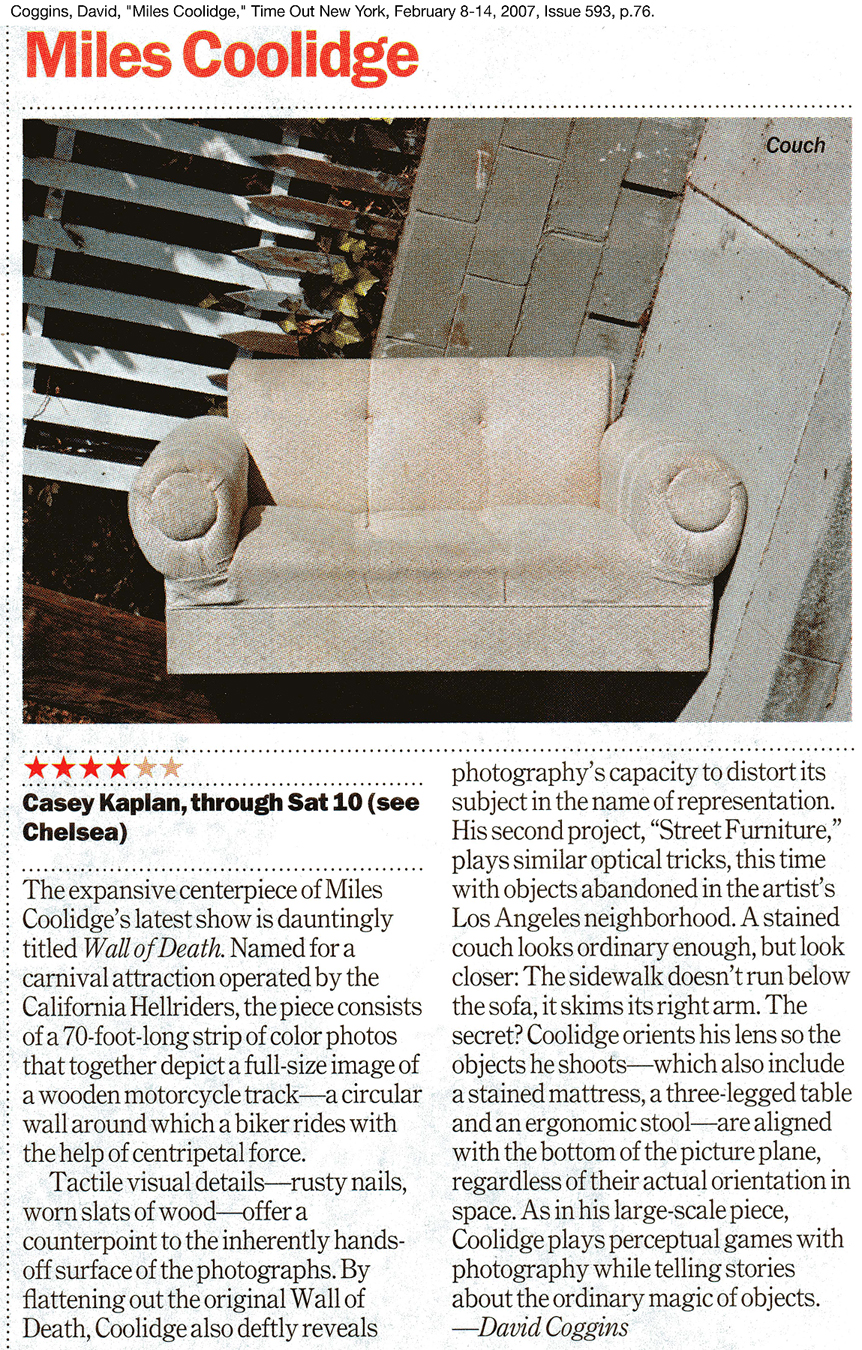 Coggins, David, "Miles Coolidge," Time Out New York, February 8-14, 2007, Issue 593, p.76.
Miles Coolidge
Couch
Casey Kaplan, through Sat 10 (see
Chelsea)
The expansive centerpiece of Miles
Coolidge's latest show is dauntingly
titled Wall of Death. Named for a
carnival attraction operated by the
California Hellriders, the piece consists
of a 70-foot-long strip of color photos
that together depict a full-size image of
a wooden motorcycle track—a circular
wall around which a biker rides with
the help of centripetal force.
Tactile visual details—rusty nails,
worn slats of wood—offer a
counterpoint to the inherently hands-
off surface of the photographs. By
flattening out the original Wall of
Death, Coolidge also deftly reveals
photography's capacity to distort its
subject in the name of representation.
His second project, “Street Furniture,”
plays similar optical tricks, this time
with objects abandoned in the artist's
Los Angeles neighborhood. A stained
couch looks ordinary enough, but look
closer: The sidewalk doesn't run below
the sofa, it skims its right arm. The
secret? Coolidge orients his lens so the
objects he shoots—which also include
a stained mattress, a three-legged table
and an ergonomic stool—are aligned
with the bottom of the picture plane,
regardless of their actual orientation in
space. As in his large-scale piece,
Coolidge plays perceptual games with
photography while telling stories
about the ordinary magic of objects.
—David Coggins